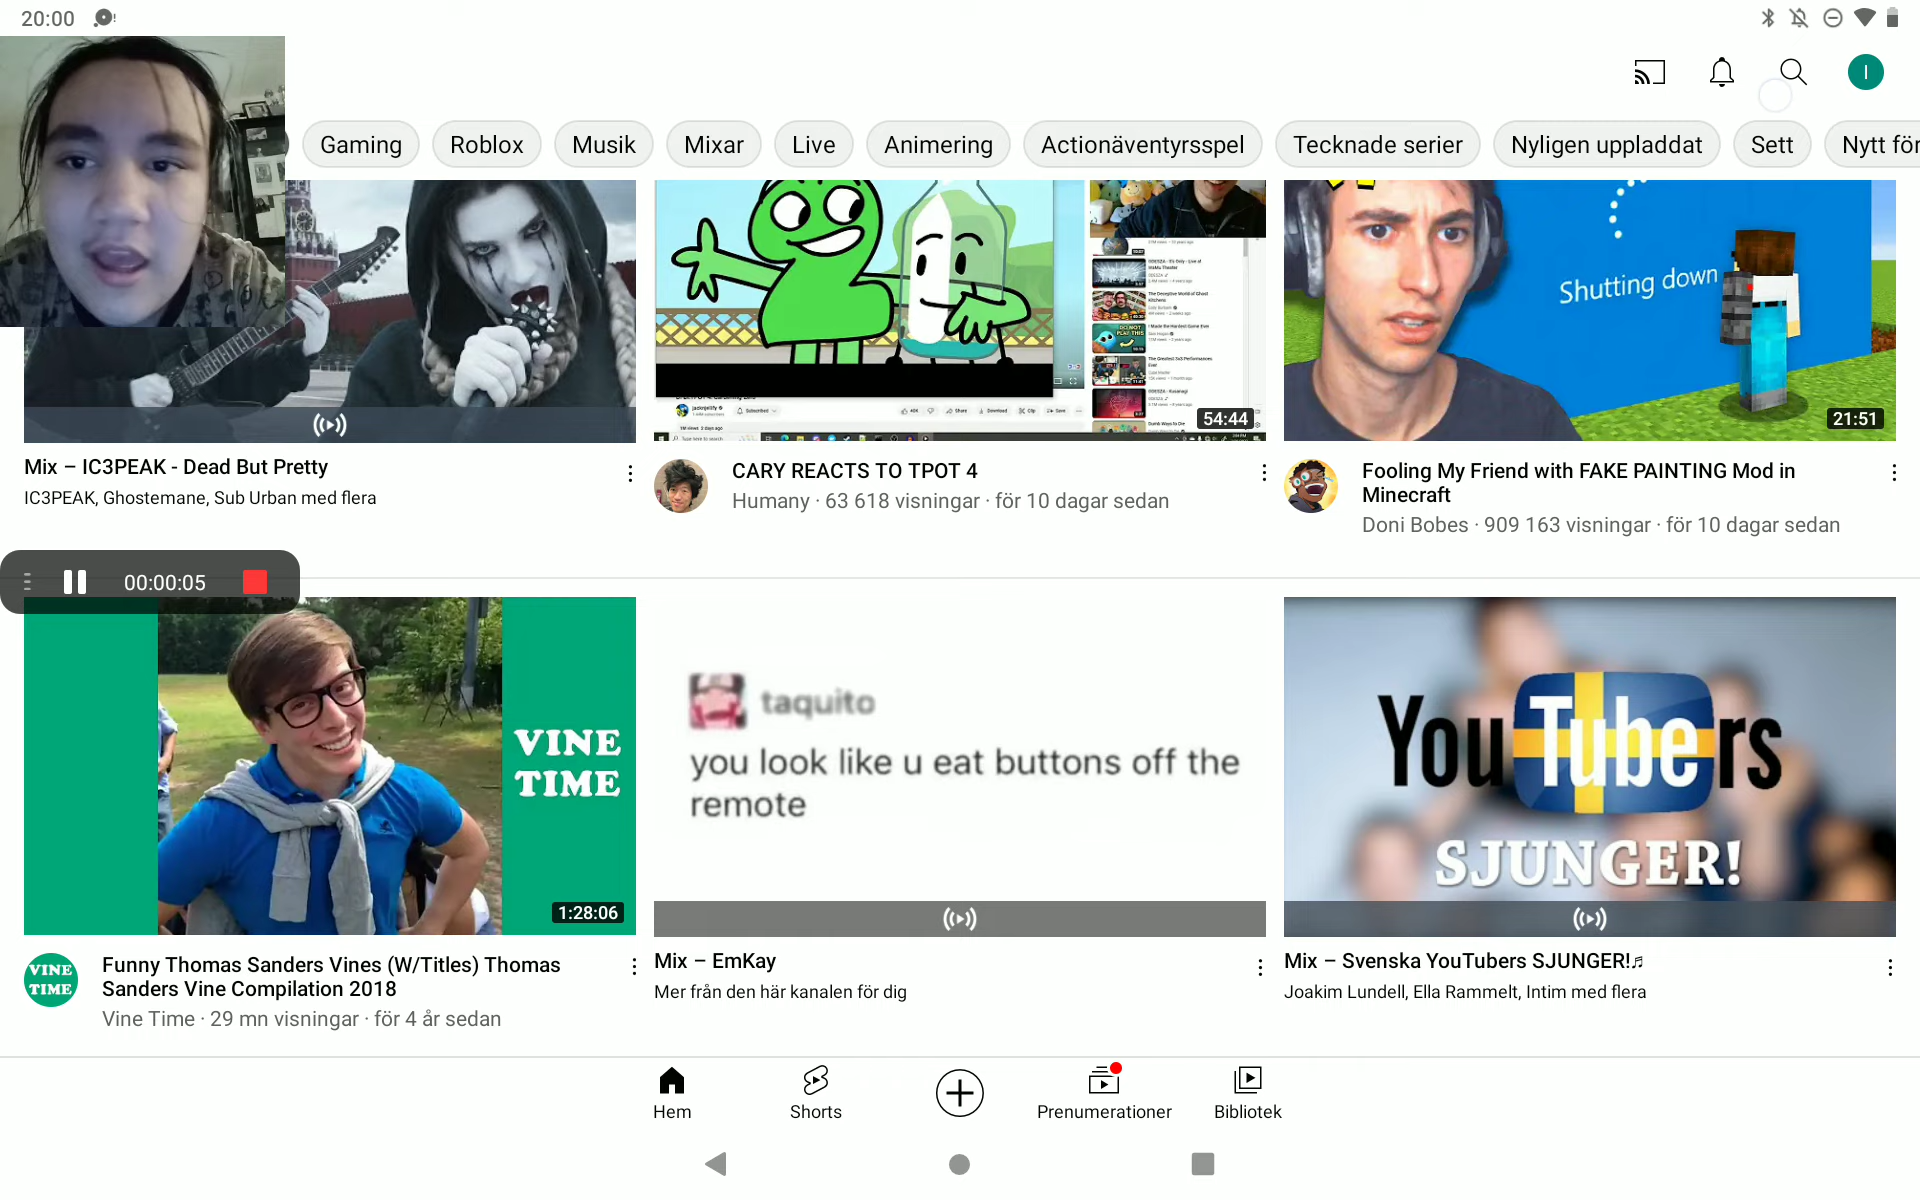 20:00
Gaming
Roblox
Musik
Mixar
Live
Animering
Actionäventyrsspel
Tecknade serier
Nyligen uppladdat
Sett
Nytt för
Shutting down
Subscribed
Share
Download
Clip
54:44
21:51
Mix – IC3PEAK - Dead But Pretty
IC3PEAK, Ghostemane, Sub Urban med flera
CARY REACTS TO TPOT 4
Humany · 63 618 visningar · för 10 dagar sedan
Fooling My Friend with FAKE PAINTING Mod in
Minecraft
Doni Bobes · 909 163 visningar · för 10 dagar sedan
00:00:05
VINE
TIME
1:28:06
taquito
you look like u eat buttons off the
remote
YouTubers
SJUNGER!
VINE
TIME
Funny Thomas Sanders Vines (W/Titles) Thomas
Sanders Vine Compilation 2018
Vine Time · 29 mn visningar · för 4 år sedan
Mix – EmKay
Mer från den här kanalen för dig
Mix – Svenska YouTubers SJUNGER!♬
Joakim Lundell, Ella Rammelt, Intim med flera
Hem
Shorts
Prenumerationer
Bibliotek